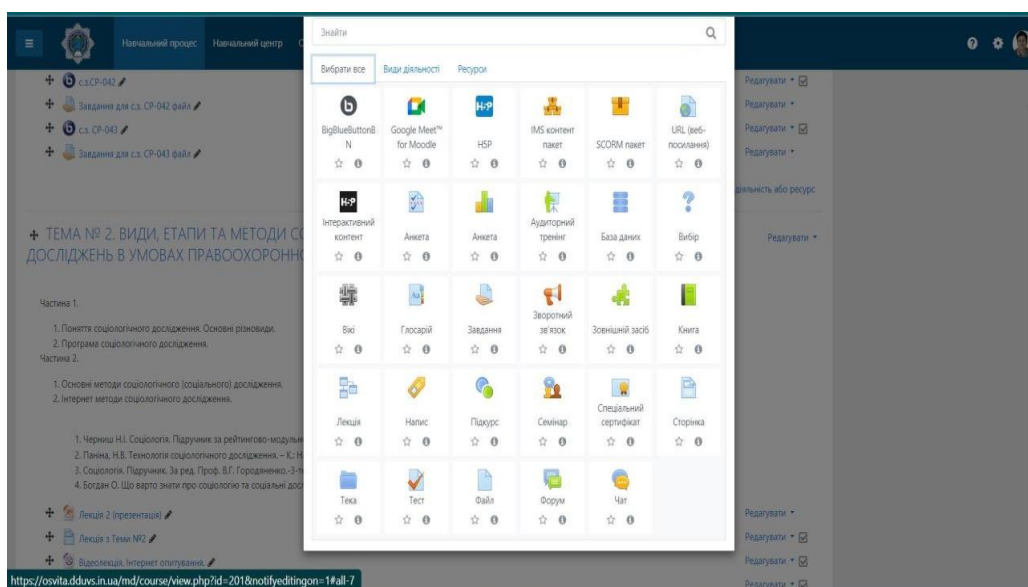 Навчальний процес Навчальний центр
Знайти
Вибрати все Види діяльності Ресурси
BigBlueButtonB
N
Google Meet™
for Moodle
H5P
IMS контент
пакет
SCORM пакет
URL (веб-
посилання)
Інтерактивний
контент
Анкета
Анкета
Аудиторний
тренінг
База даних
Вибір
Вікі
Глосарій
Завдання
Зворотний
зв'язок
Зовнішній засіб
Книга
Лекція
Напис
Підкурс
Семінар
Спеціальний
сертифікат
Сторінка
Тека
Тест
Файл
Форум
Чат
с.з.СР-042 Редагувати
Завдання для с.з. СР-042 файл Редагувати
с.з. СР-043 Редагувати
Завдання для с.з. СР-043 файл Редагувати
діяльність або ресурс
ТЕМА № 2. ВИДИ, ЕТАПИ ТА МЕТОДИ Редагувати
ДОСЛІДЖЕНЬ В УМОВАХ
Частина 1.
1. Поняття соціологічного дослідження. Основні різновиди.
2. Програма соціологічного дослідження.
Частина 2.
1. Основні методи соціологічного (соціального) дослідження.
2. Інтернет методи соціологічного дослідження.
1. Черниш Н.І. Соціологія. Підручник за рейтингово-
2. Паніна, Н.В. Технологія соціологічного дослідження. – К.:
3. Соціологія. Підручник. За ред. Проф. В.Г. Городяненко.
4. Богдан О. Що варто знати про соціологію та соціальні
Лекція 2 (презентація) Редагувати
Лекція з Теми №2 Редагувати
Відеолекція. Інтернет опитування. Редагувати
Редагувати
https://osvita.dduvs.in.ua/md/course/view.php?id=201&notifyeditingon=1#all-7